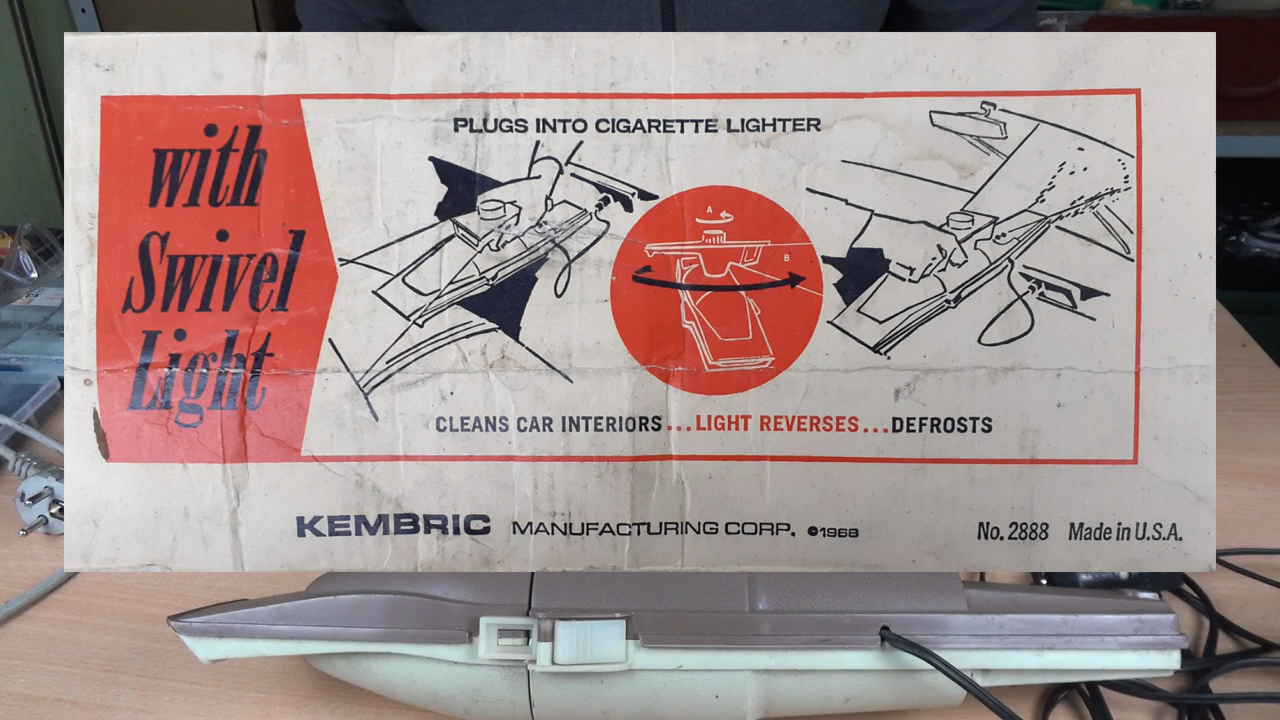 with
Swivel
Light
PLUGS INTO CIGARETTE LIGHTER
A
B
CLEANS CAR INTERIORS...LIGHT REVERSES...DEFROSTS
KEMBRIC MANUFACTURING CORP. ©1968
No. 2888 Made in U.S.A.